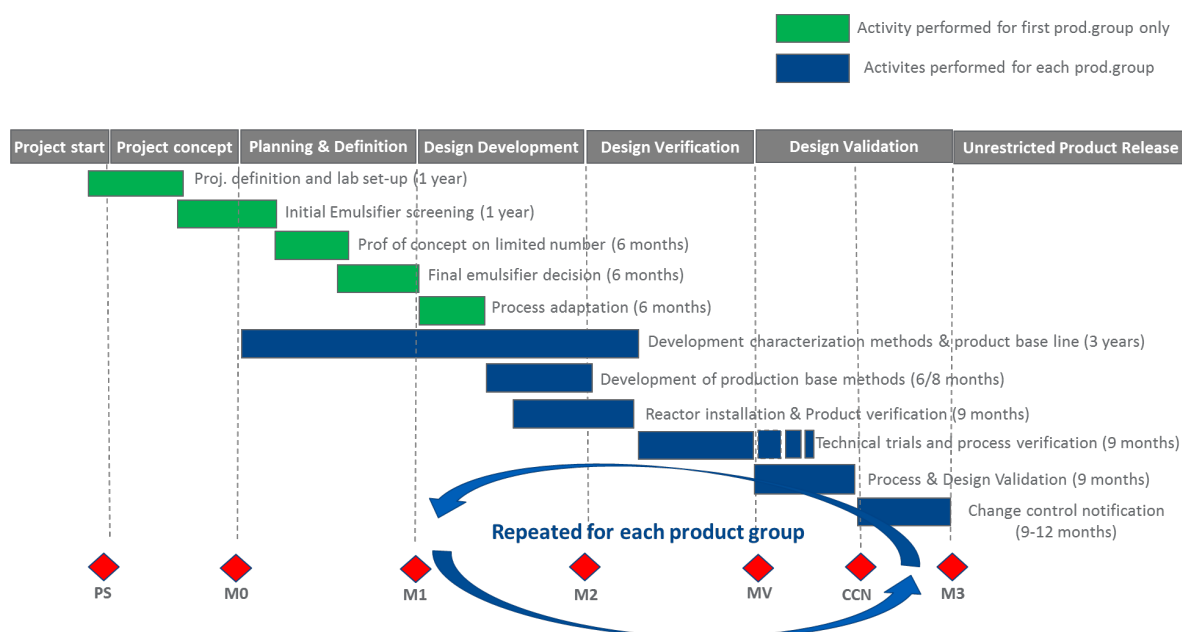 Activity performed for first prod.group only
Activites performed for each prod.group
Project start
Project concept
Planning & Definition
Design Development
Design Verification
Design Validation
Unrestricted Product Release
Proj. definition and lab set-up (1 year)
Initial Emulsifier screening (1 year)
Prof of concept on limited number (6 months)
Final emulsifier decision (6 months)
Process adaptation (6 months)
Development characterization methods & product base line (3 years)
Development of production base methods (6/8 months)
Reactor installation & Product verification (9 months)
Technical trials and process verification (9 months)
Process & Design Validation (9 months)
Change control notification
(9-12 months)
Repeated for each product group
PS
M0
M1
M2
MV
CCN
M3